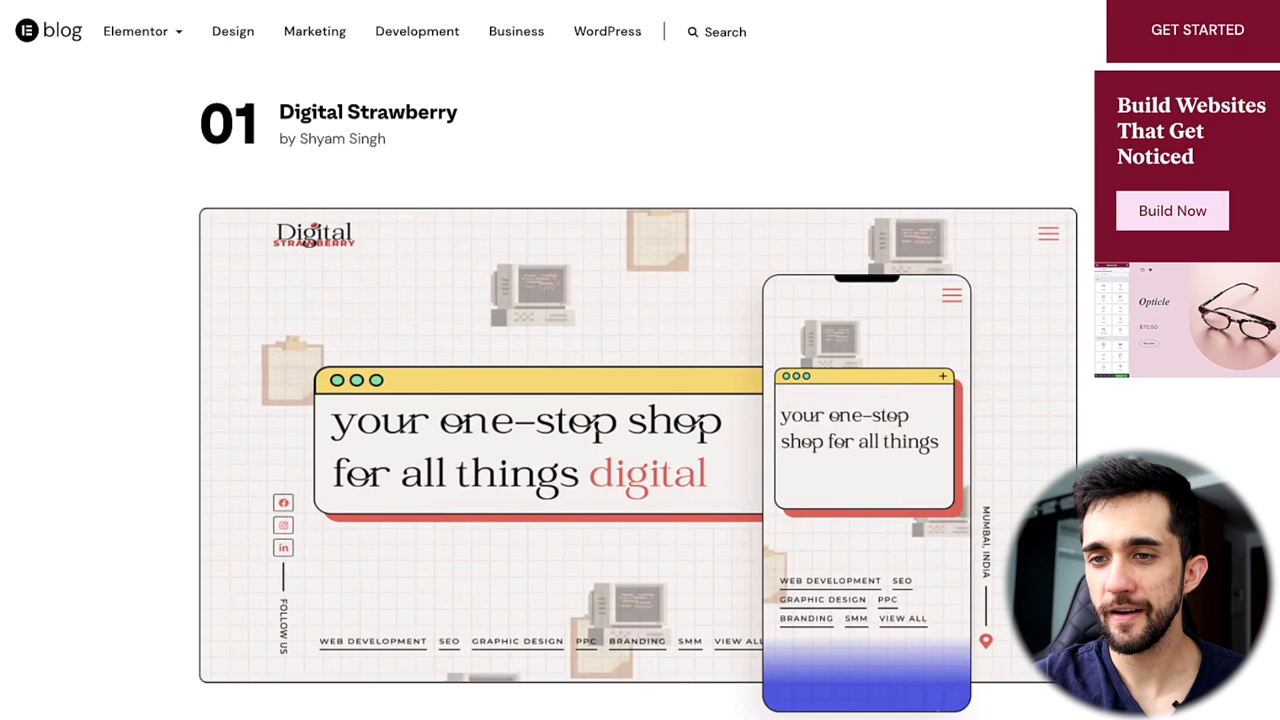 blog
Elementor
Design
Marketing
Development
Business
WordPress
Search
GET STARTED
01
Digital Strawberry
by Shyam Singh
Build Websites
That Get
Noticed
Build Now
Opticle
$70.50
Digital
STRAWBERRY
your one-stop shop
for all things digital
your one-stop
shop for all things
FOLLOW US
MUMBAI, INDIA
WEB DEVELOPMENT SEO GRAPHIC DESIGN PPC BRANDING SMM VIEW ALL
WEB DEVELOPMENT SEO
GRAPHIC DESIGN PPC
BRANDING SMM VIEW ALL